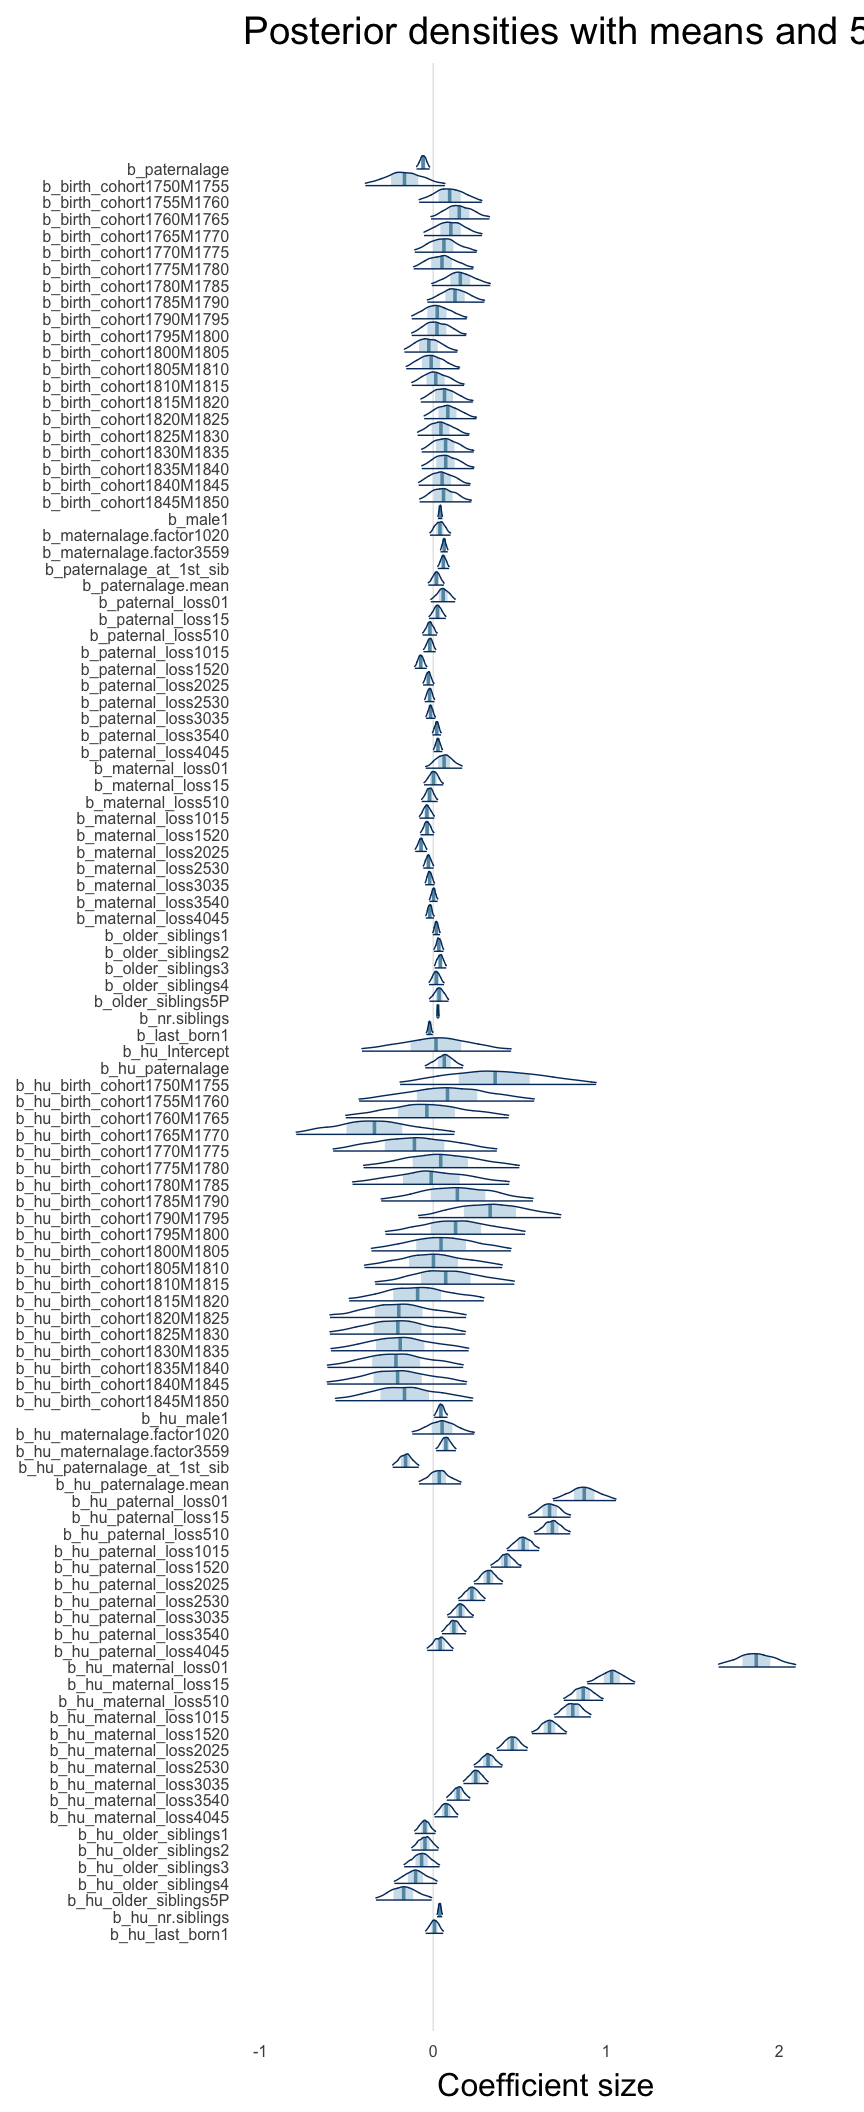 Posterior densities with means and 5
b_paternalage
b_birth_cohort1750M1755
b_birth_cohort1755M1760
b_birth_cohort1760M1765
b_birth_cohort1765M1770
b_birth_cohort1770M1775
b_birth_cohort1775M1780
b_birth_cohort1780M1785
b_birth_cohort1785M1790
b_birth_cohort1790M1795
b_birth_cohort1795M1800
b_birth_cohort1800M1805
b_birth_cohort1805M1810
b_birth_cohort1810M1815
b_birth_cohort1815M1820
b_birth_cohort1820M1825
b_birth_cohort1825M1830
b_birth_cohort1830M1835
b_birth_cohort1835M1840
b_birth_cohort1840M1845
b_birth_cohort1845M1850
b_male1
b_maternalage.factor1020
b_maternalage.factor3559
b_paternalage_at_1st_sib
b_paternalage.mean
b_paternal_loss01
b_paternal_loss15
b_paternal_loss510
b_paternal_loss1015
b_paternal_loss1520
b_paternal_loss2025
b_paternal_loss2530
b_paternal_loss3035
b_paternal_loss3540
b_paternal_loss4045
b_maternal_loss01
b_maternal_loss15
b_maternal_loss510
b_maternal_loss1015
b_maternal_loss1520
b_maternal_loss2025
b_maternal_loss2530
b_maternal_loss3035
b_maternal_loss3540
b_maternal_loss4045
b_older_siblings1
b_older_siblings2
b_older_siblings3
b_older_siblings4
b_older_siblings5P
b_nr.siblings
b_last_born1
b_hu_Intercept
b_hu_paternalage
b_hu_birth_cohort1750M1755
b_hu_birth_cohort1755M1760
b_hu_birth_cohort1760M1765
b_hu_birth_cohort1765M1770
b_hu_birth_cohort1770M1775
b_hu_birth_cohort1775M1780
b_hu_birth_cohort1780M1785
b_hu_birth_cohort1785M1790
b_hu_birth_cohort1790M1795
b_hu_birth_cohort1795M1800
b_hu_birth_cohort1800M1805
b_hu_birth_cohort1805M1810
b_hu_birth_cohort1810M1815
b_hu_birth_cohort1815M1820
b_hu_birth_cohort1820M1825
b_hu_birth_cohort1825M1830
b_hu_birth_cohort1830M1835
b_hu_birth_cohort1835M1840
b_hu_birth_cohort1840M1845
b_hu_birth_cohort1845M1850
b_hu_male1
b_hu_maternalage.factor1020
b_hu_maternalage.factor3559
b_hu_paternalage_at_1st_sib
b_hu_paternalage.mean
b_hu_paternal_loss01
b_hu_paternal_loss15
b_hu_paternal_loss510
b_hu_paternal_loss1015
b_hu_paternal_loss1520
b_hu_paternal_loss2025
b_hu_paternal_loss2530
b_hu_paternal_loss3035
b_hu_paternal_loss3540
b_hu_paternal_loss4045
b_hu_maternal_loss01
b_hu_maternal_loss15
b_hu_maternal_loss510
b_hu_maternal_loss1015
b_hu_maternal_loss1520
b_hu_maternal_loss2025
b_hu_maternal_loss2530
b_hu_maternal_loss3035
b_hu_maternal_loss3540
b_hu_maternal_loss4045
b_hu_older_siblings1
b_hu_older_siblings2
b_hu_older_siblings3
b_hu_older_siblings4
b_hu_older_siblings5P
b_hu_nr.siblings
b_hu_last_born1
-1 0 1 2
Coefficient size